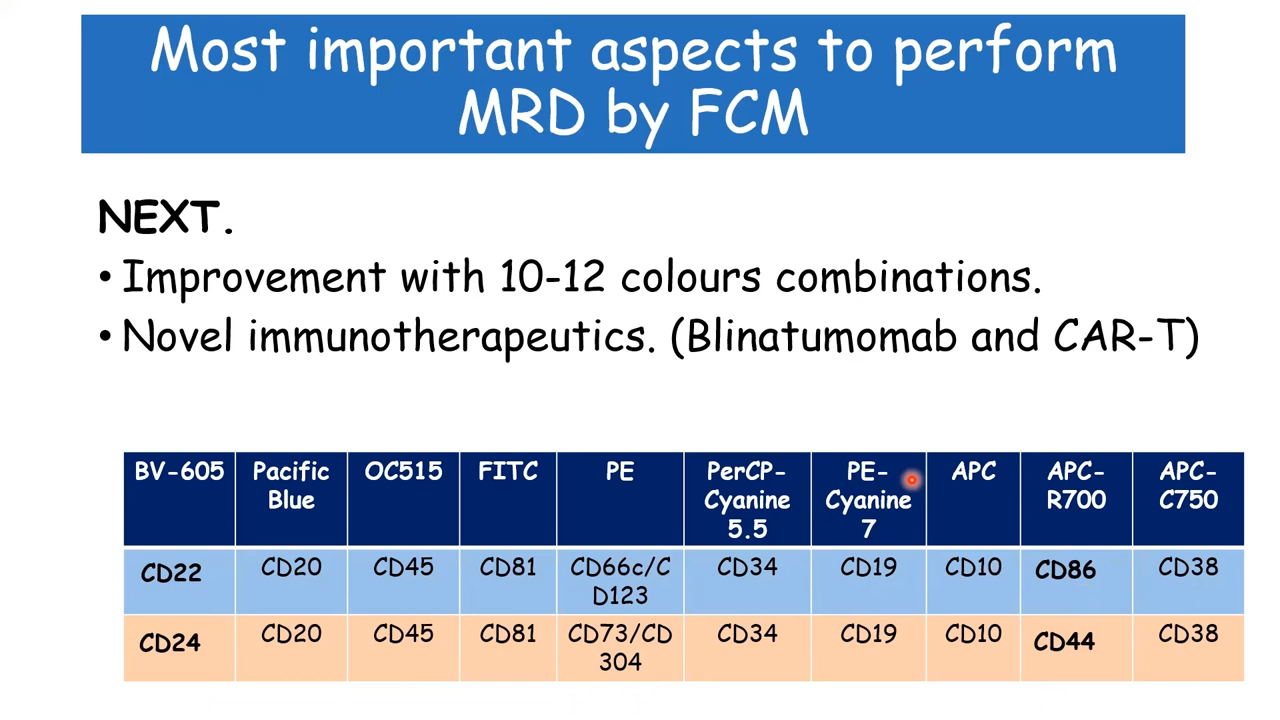 Most important aspects to perform
MRD by FCM
NEXT.
• Improvement with 10-12 colours combinations.
• Novel immunotherapeutics. (Blinatumomab and CAR-T)
BV-605 Pacific Blue OC515 FITC PE PerCP-Cyanine 5.5 PE-Cyanine 7 APC APC-R700 APC-C750
CD22 CD20 CD45 CD81 CD66c/CD123 CD34 CD19 CD10 CD86 CD38
CD24 CD20 CD45 CD81 CD73/CD304 CD34 CD19 CD10 CD44 CD38